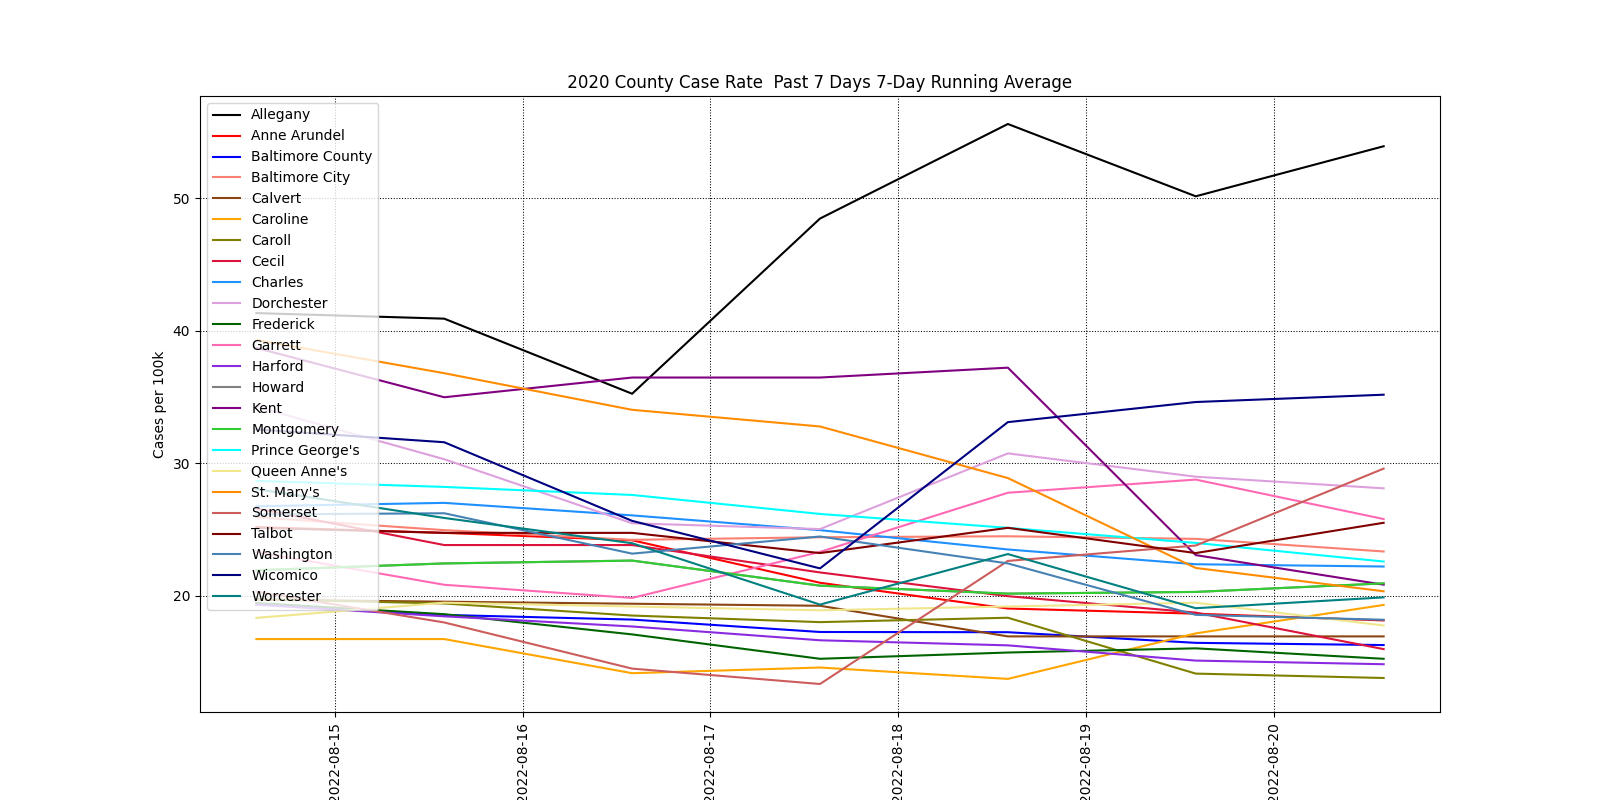 2020 County Case Rate  Past 7 Days 7-Day Running Average
Allegany
Anne Arundel
Baltimore County
Baltimore City
Calvert
Caroline
Caroll
Cecil
Charles
Dorchester
Frederick
Garrett
Harford
Howard
Kent
Montgomery
Prince George's
Queen Anne's
St. Mary's
Somerset
Talbot
Washington
Wicomico
Worcester
Cases per 100k
50
40
30
20
2022-08-15
2022-08-16
2022-08-17
2022-08-18
2022-08-19
2022-08-20